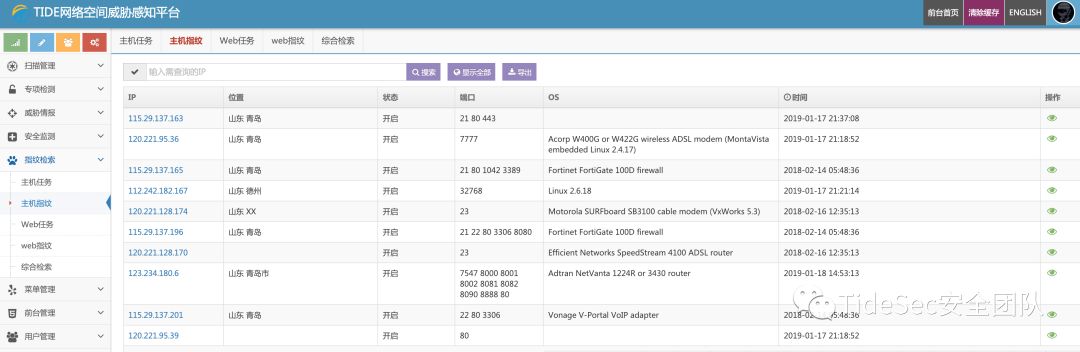 TIDE网络空间威胁感知平台
前台首页 清除缓存 ENGLISH
主机任务 主机指纹 Web任务 web指纹 综合检索
扫描管理
专项检测
威胁情报
安全监测
指纹检索
主机任务
主机指纹
Web任务
web指纹
综合检索
菜单管理
前台管理
用户管理
输入需查询的IP 搜索 显示全部 导出
IP 位置 状态 端口 OS 时间 操作
115.29.137.163 山东 青岛 开启 21 80 443 2019-01-17 21:37:08
120.221.95.36 山东 青岛 开启 7777 Acorp W400G or W422G wireless ADSL modem (MontaVista 2019-01-17 21:18:52
embedded Linux 2.4.17)
115.29.137.165 山东 青岛 开启 21 80 1042 3389 Fortinet FortiGate 100D firewall 2018-02-14 05:48:36
112.242.182.167 山东 德州 开启 32768 Linux 2.6.18 2019-01-17 21:21:14
120.221.128.174 山东 XX 开启 23 Motorola SURFboard SB3100 cable modem (VxWorks 5.3) 2018-02-16 12:35:13
115.29.137.196 山东 青岛 开启 21 22 80 3306 8080 Fortinet FortiGate 100D firewall 2018-02-14 05:48:36
120.221.128.170 开启 23 Efficient Networks SpeedStream 4100 ADSL router 2018-02-16 12:35:13
123.234.180.6 山东 青岛市 开启 7547 8000 8001 Adtran NetVanta 1224R or 3430 router 2019-01-18 14:53:13
8002 8081 8082
8090 8888 80
115.29.137.201 山东 青岛 开启 22 80 3306 Vonage V-Portal VoIP adapter 05:48:36
120.221.95.39 开启 80 2019-01-17 21:18:52
TideSec安全团队